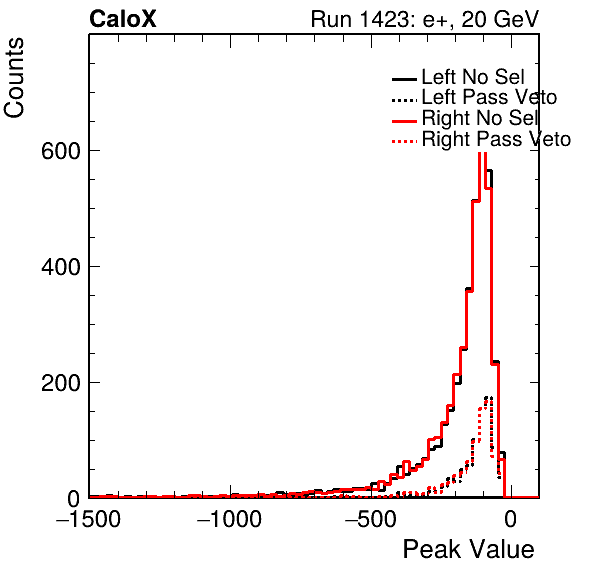 CaloX Run 1423: e+, 20 GeV
Counts
Left No Sel
Left Pass Veto
Right No Sel
Right Pass Veto
600
400
200
0
−1500 −1000 −500 0
Peak Value